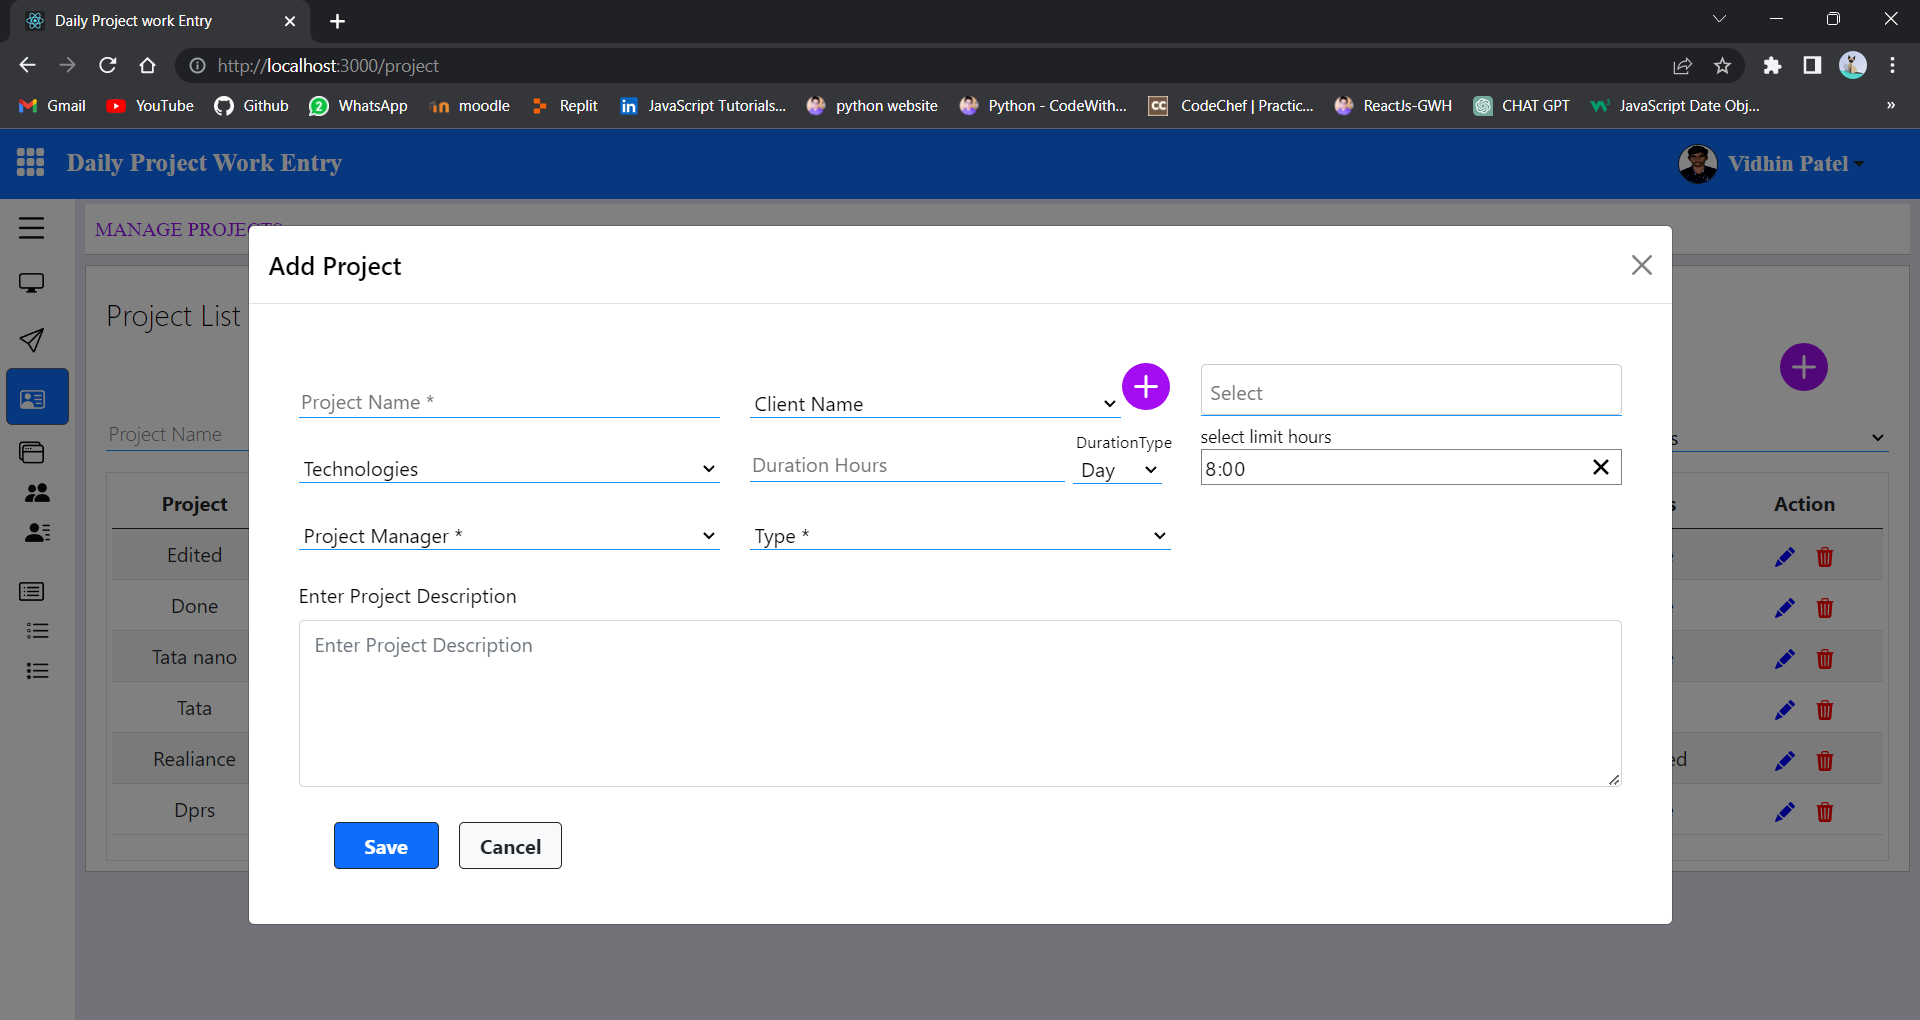 Daily Project work Entry
http://localhost:3000/project
Gmail YouTube Github WhatsApp moodle Replit JavaScript Tutorials... python website Python - CodeWith... CodeChef | Practic... ReactJs-GWH CHAT GPT JavaScript Date Obj... »
Daily Project Work Entry
Vidhin Patel
MANAGE PROJECTS
Add Project
Project List
Project Name *
Client Name
Select
Project Name
DurationType
select limit hours
Technologies
Duration Hours
Day
8:00
Project
Action
Project Manager *
Type *
Edited
Enter Project Description
Done
Enter Project Description
Tata nano
Tata
Realiance
ed
Dprs
Save
Cancel